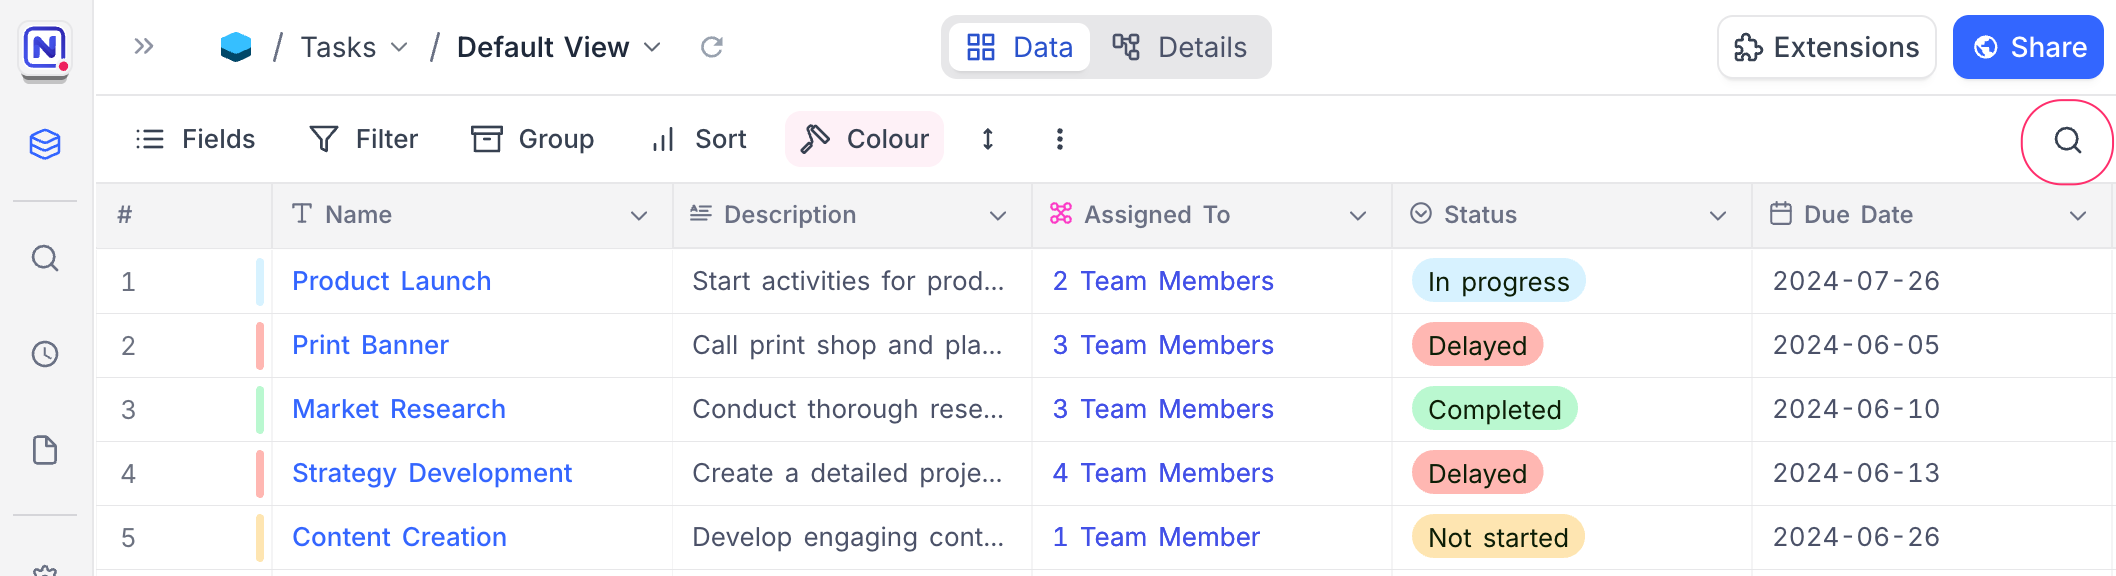 N
/ Tasks / Default View
Data Details
Extensions Share
Fields Filter Group Sort Colour
# Name Description Assigned To Status Due Date
1 Product Launch Start activities for prod... 2 Team Members In progress 2024-07-26
2 Print Banner Call print shop and pla... 3 Team Members Delayed 2024-06-05
3 Market Research Conduct thorough rese... 3 Team Members Completed 2024-06-10
4 Strategy Development Create a detailed proje... 4 Team Members Delayed 2024-06-13
5 Content Creation Develop engaging cont... 1 Team Member Not started 2024-06-26